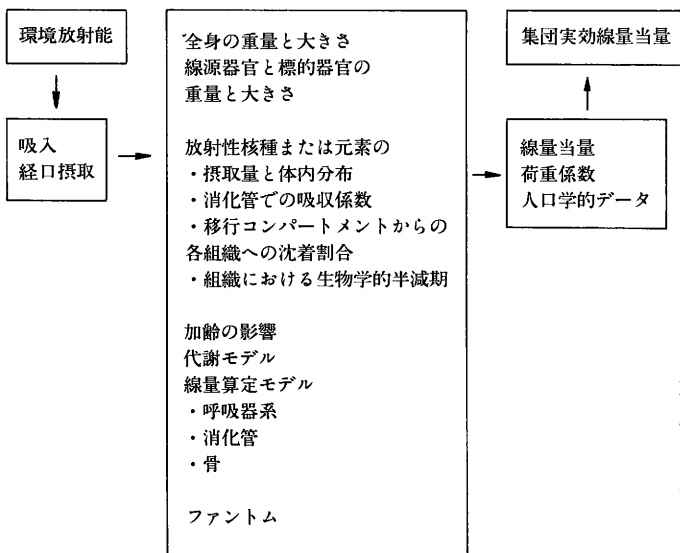 環境放射能
吸入
経口摂取
全身の重量と大きさ
線源器官と標的器官の
重量と大きさ
放射性核種または元素の
・摂取量と体内分布
・消化管での吸収係数
・移行コンパートメントからの
各組織への沈着割合
・組織における生物学的半減期
加齢の影響
代謝モデル
線量算定モデル
・呼吸器系
・消化管
・骨
ファントム
集団実効線量当量
線量当量
荷重係数
人口学的データ